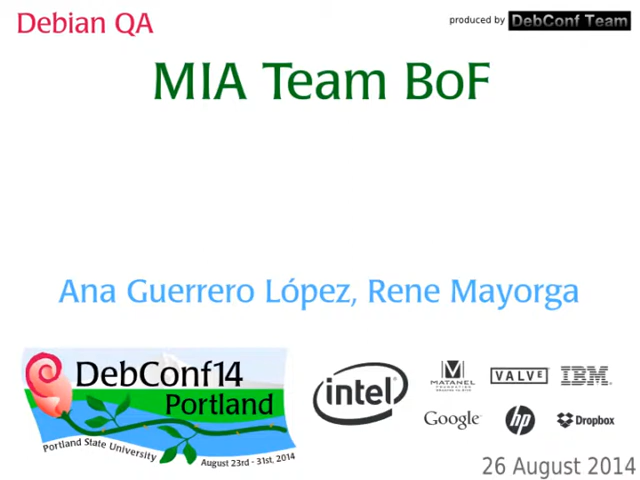 Debian QA
produced by DebConf Team
MIA Team BoF
Ana Guerrero López, Rene Mayorga
DebConf14
Portland
Portland State University
August 23rd - 31st, 2014
intel
MATANEL
VALVE
IBM
Google
hp
Dropbox
26 August 2014